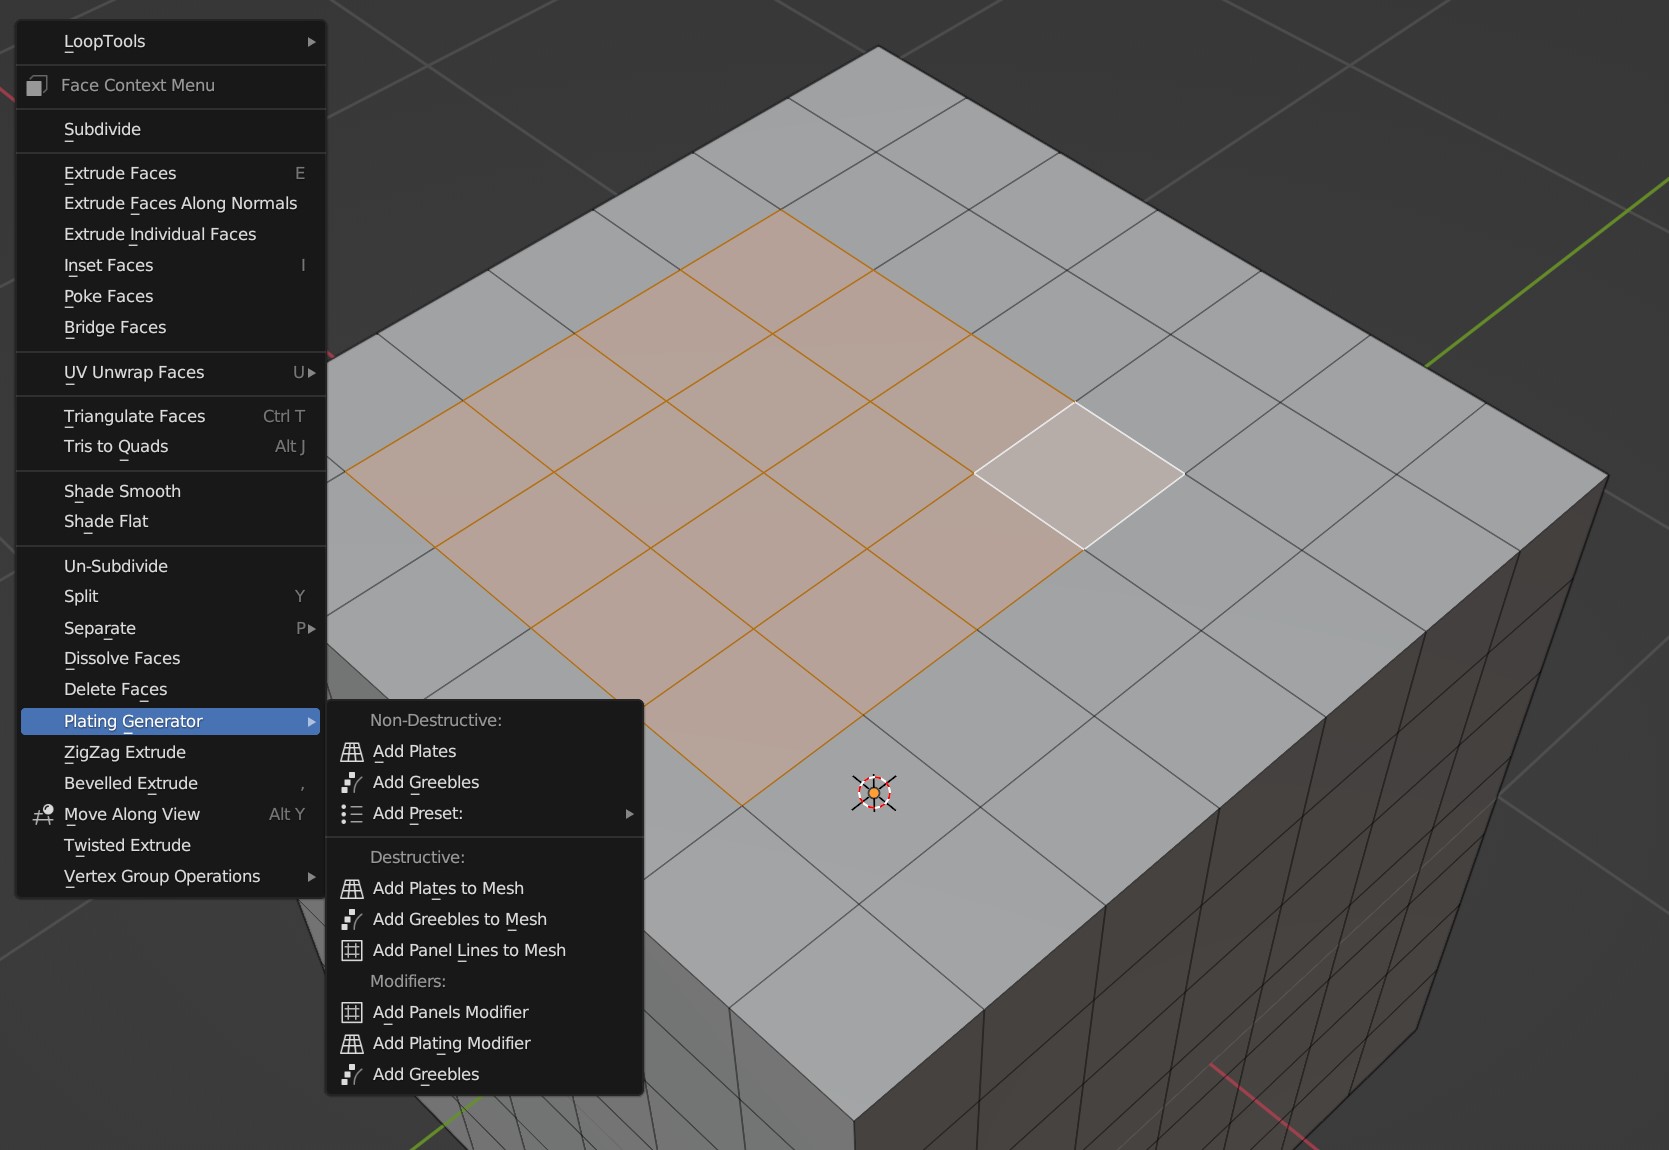 LoopTools
Face Context Menu
Subdivide
Extrude Faces E
Extrude Faces Along Normals
Extrude Individual Faces
Inset Faces I
Poke Faces
Bridge Faces
UV Unwrap Faces U
Triangulate Faces Ctrl T
Tris to Quads Alt J
Shade Smooth
Shade Flat
Un-Subdivide
Split Y
Separate P
Dissolve Faces
Delete Faces
Plating Generator
ZigZag Extrude
Bevelled Extrude ,
Move Along View Alt Y
Twisted Extrude
Vertex Group Operations
Non-Destructive:
Add Plates
Add Greebles
Add Preset:
Destructive:
Add Plates to Mesh
Add Greebles to Mesh
Add Panel Lines to Mesh
Modifiers:
Add Panels Modifier
Add Plating Modifier
Add Greebles